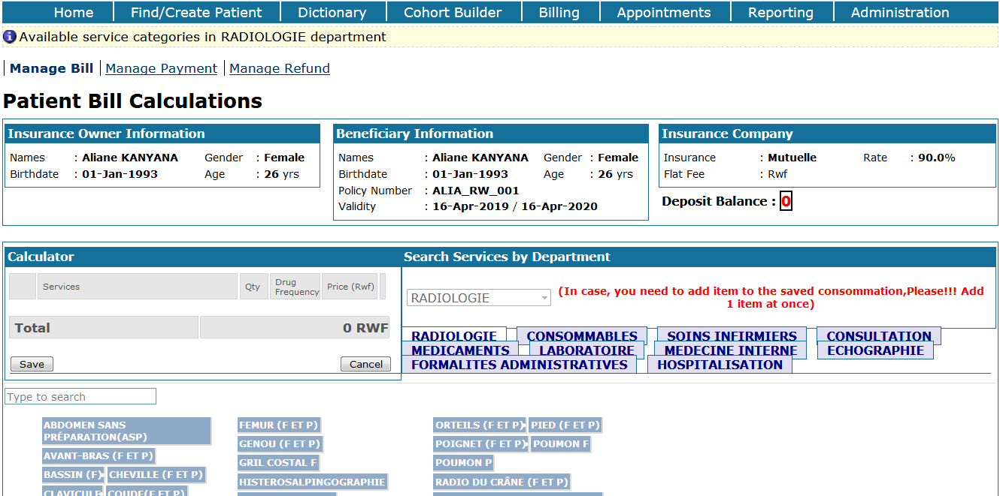 Home Find/Create Patient Dictionary Cohort Builder Billing Appointments Reporting Administration
Available service categories in RADIOLOGIE department
Manage Bill Manage Payment Manage Refund
Patient Bill Calculations
Insurance Owner Information
Names : Aliane KANYANA Gender : Female
Birthdate : 01-Jan-1993 Age : 26 yrs
Beneficiary Information
Names : Aliane KANYANA Gender : Female
Birthdate : 01-Jan-1993 Age : 26 yrs
Policy Number : ALIA_RW_001
Validity : 16-Apr-2019 / 16-Apr-2020
Insurance Company
Insurance : Mutuelle Rate : 90.0%
Flat Fee : Rwf
Deposit Balance : 0
Calculator
Services Qty Drug Frequency Price (Rwf)
Total 0 RWF
Save Cancel
Search Services by Department
RADIOLOGIE
(In case, you need to add item to the saved consommation,Please!!! Add
1 item at once)
RADIOLOGIE CONSOMMABLES SOINS INFIRMIERS CONSULTATION
MEDICAMENTS LABORATOIRE MEDECINE INTERNE ECHOGRAPHIE
FORMALITES ADMINISTRATIVES HOSPITALISATION
Type to search
ABDOMEN SANS
PRÉPARATION(ASP)
AVANT-BRAS (F ET P)
BASSIN (F) CHEVILLE (F ET P)
CLAVICULE COUDE(F ET P)
FEMUR (F ET P)
GENOU (F ET P)
GRIL COSTAL F
HISTEROSALPINGOGRAPHIE
ORTEILS (F ET P) PIED (F ET P)
POIGNET (F ET P) POUMON F
POUMON P
RADIO DU CRÂNE (F ET P)